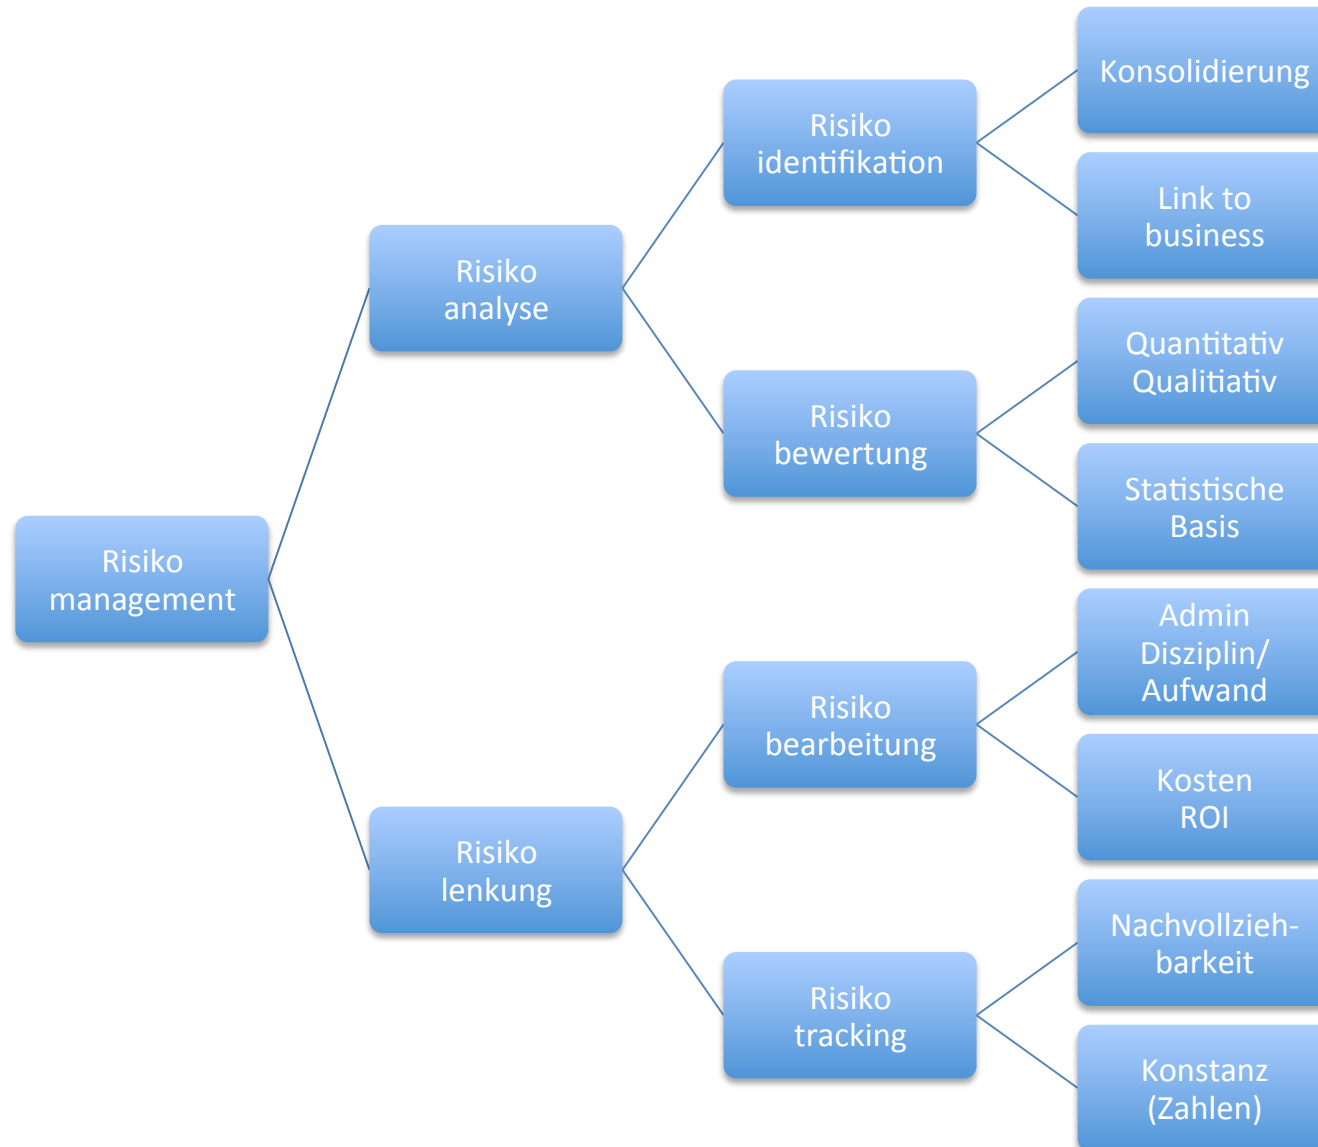 Risiko
management
Risiko
analyse
Risiko
lenkung
Risiko
identifikation
Risiko
bewertung
Risiko
bearbeitung
Risiko
tracking
Konsolidierung
Link to
business
Quantitativ
Qualitiativ
Statistische
Basis
Admin
Disziplin/
Aufwand
Kosten
ROI
Nachvollzieh-
barkeit
Konstanz
(Zahlen)